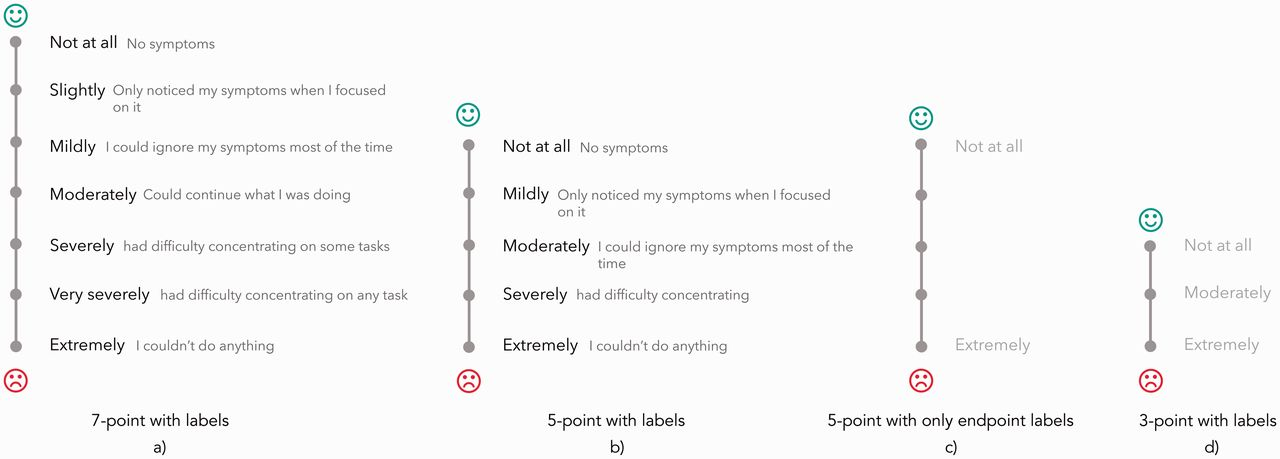 Not at all No symptoms
Slightly Only noticed my symptoms when I focused
on it
Mildly I could ignore my symptoms most of the time
Moderately Could continue what I was doing
Severely had difficulty concentrating on some tasks
Very severely had difficulty concentrating on any task
Extremely I couldn't do anything
7-point with labels
a)
Not at all No symptoms
Mildly Only noticed my symptoms when I focused
on it
Moderately I could ignore my symptoms most of the
time
Severely had difficulty concentrating
Extremely I couldn't do anything
5-point with labels
b)
Not at all
Extremely
5-point with only endpoint labels
c)
Not at all
Moderately
Extremely
3-point with labels
d)